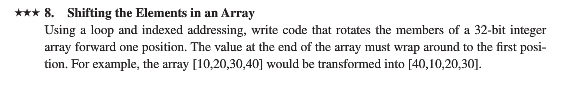 ★★★ 8. Shifting the Elements in an Array
Using a loop and indexed addressing, write code that rotates the members of a 32-bit integer
array forward one position. The value at the end of the array must wrap around to the first posi-
tion. For example, the array [10,20,30,40] would be transformed into [40,10,20,30].